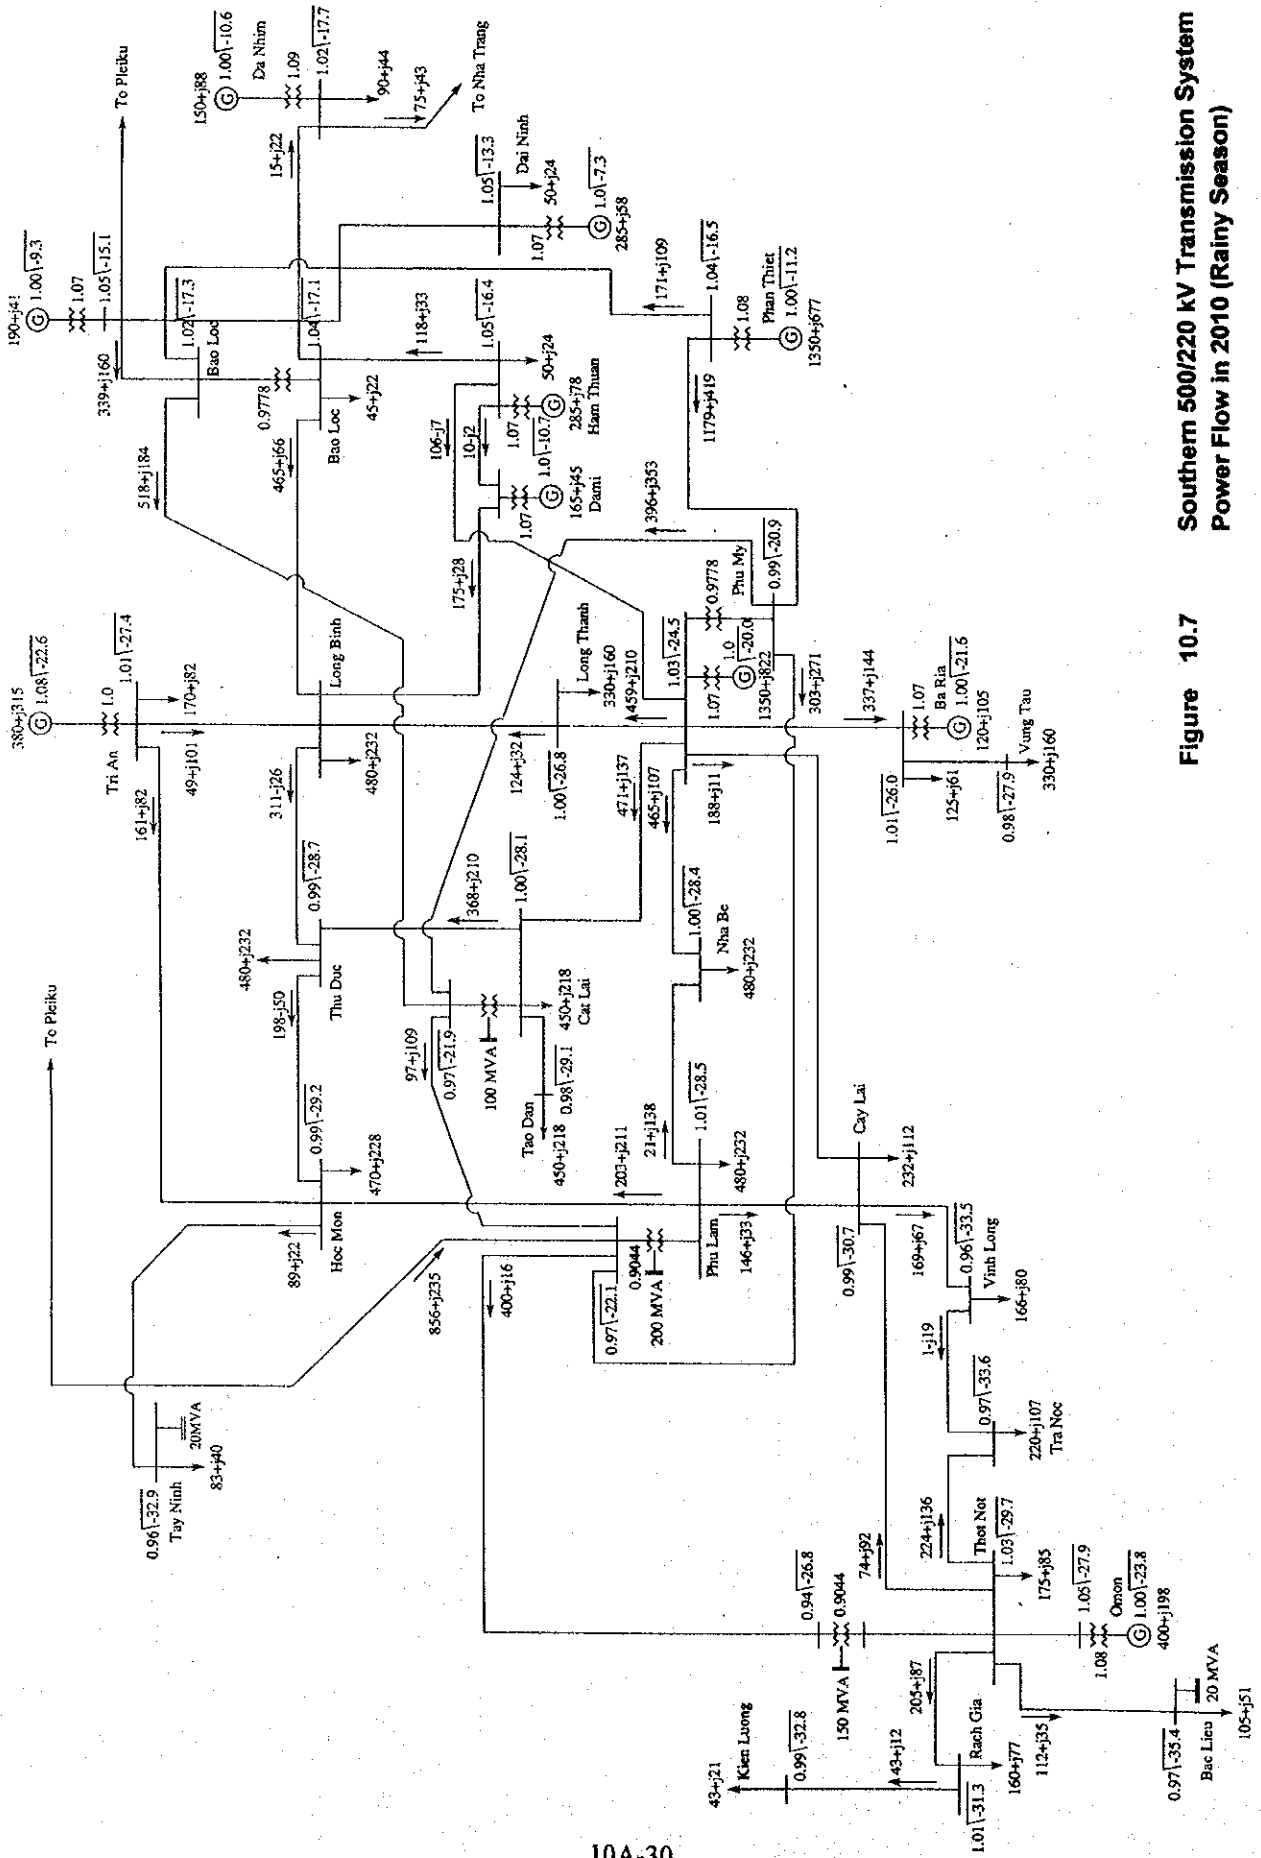 190+j41
G 1.00\-9.3
1.07
1.05\-15.1
To Pleiku
150+j88
G 1.00\-10.6
Da Nhim
1.09
1.02\-17.7
90+j44
75+j43
To Nha Trang
15+j22
339+j160
1.02\-17.3
Bao Loc
518+j184
0.9778
1.04\-17.1
45+j22
Bao Loc
465+j66
1.05\-13.3
Dai Ninh
50+j24
1.07
G 1.0\-7.3
285+j58
118+j33
1.05\-16.4
50+j24
106-j7
10-j2
1.07
G
285+j78
Ham Thuan
1.0\-10.7
1.07
G
165+j45
Dami
175+j28
171+j109
1.04\-16.5
Phan Thiet
1.08
G 1.00\-11.2
1350+j677
1179+j419
396+j353
380+j315
G 1.08\-22.6
1.0
1.01\-27.4
Tri An
170+j82
49+j101
161+j82
Long Binh
480+j232
311-j26
124+j32
Long Thanh
1.00\-26.8
330+j160
459+j210
1.03\-24.5
0.9778
Phu My
0.99\-20.9
1.07
1.0
\-20.0
G
1350+j822
303+j271
337+j144
1.07
Ba Ria
G 1.00\-21.6
120+j105
1.01\-26.0
125+j61
Vung Tau
0.98\-27.9
330+j160
471+j137
465+j107
188+j11
0.99\-28.7
480+j232
Thu Duc
198-j50
368+j210
1.00\-28.1
450+j218
Cat Lai
100 MVA
97+j109
0.97\-21.9
Tao Dan
0.98\-29.1
450+j218
1.00\-28.4
Nha Be
480+j232
To Pleiku
0.99\-29.2
470+j228
Hoc Mon
89+j22
203+j211
21+j138
1.01\-28.5
480+j232
Phu Lam
146+j33
856+j235
400+j16
0.9044
200 MVA
0.97\-22.1
Cay Lai
232+j112
0.99\-30.7
169+j67
0.96\-33.5
Vinh Long
166+j80
1-j19
0.97\-33.6
220+j107
Tra Noc
224+j136
74+j92
0.96\-32.9
Tay Ninh
20MVA
83+j40
Thot Not
1.03\-29.7
175+j85
0.94\-26.8
0.9044
150 MVA
1.05\-27.9
1.08
Omon
G 1.00\-23.8
400+j198
205+j87
112+j35
Rach Gia
160+j77
1.01\-31.3
43+j12
0.99\-32.8
Kien Luong
43+j21
0.97\-35.4
Bac Lieu
20 MVA
105+j51
Figure 10.7 Southern 500/220 kV Transmission System
Power Flow in 2010 (Rainy Season)
10A-30